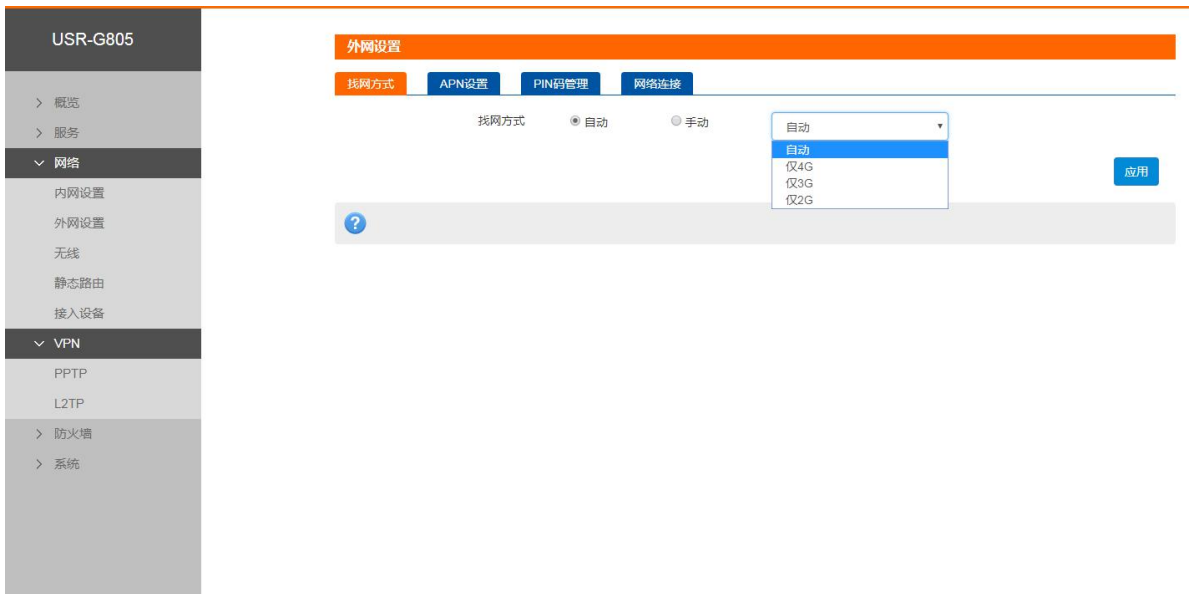 USR-G805
概览
服务
网络
内网设置
外网设置
无线
静态路由
接入设备
VPN
PPTP
L2TP
防火墙
系统
外网设置
找网方式 APN设置 PIN码管理 网络连接
找网方式 自动 手动 自动
自动
仅4G
仅3G
仅2G
应用
?